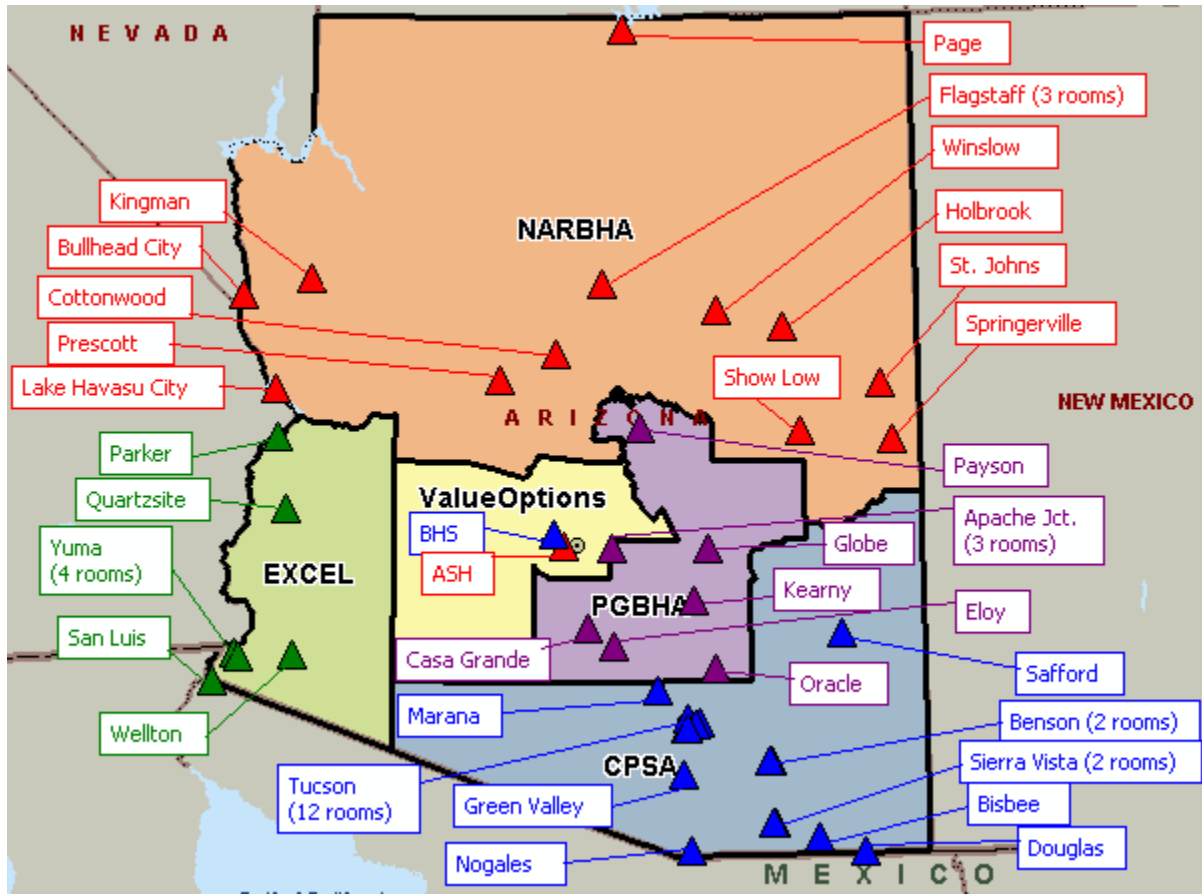 NEVADA
Page
Flagstaff (3 rooms)
Winslow
Kingman
Holbrook
NARBHA
Bullhead City
St. Johns
Cottonwood
Springerville
Prescott
Show Low
Lake Havasu City
NEW MEXICO
ARIZONA
Parker
Payson
Quartzsite
ValueOptions
Apache Jct.
(3 rooms)
BHS
Globe
Yuma
(4 rooms)
ASH
EXCEL
Kearny
PGBHA
Eloy
San Luis
Casa Grande
Safford
Oracle
Marana
Benson (2 rooms)
Wellton
Sierra Vista (2 rooms)
CPSA
Tucson
(12 rooms)
Green Valley
Bisbee
Nogales
Douglas
MEXICO